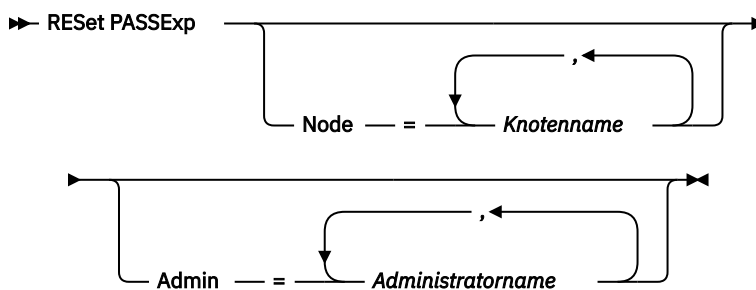 RESet PASSExp
,
Node = Knotenname
,
Admin = Administratorname